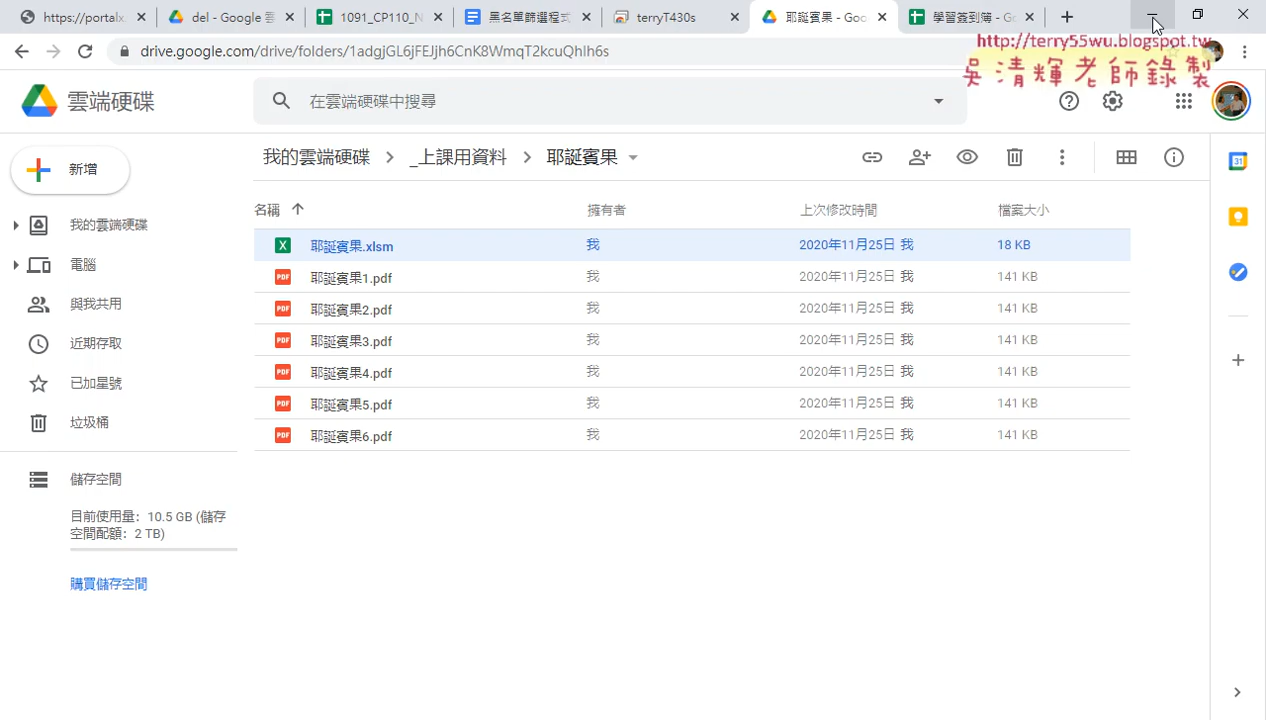 https://portalx.
del - Google 雲
1091_CP110_N
黑名單篩選程式
terryT430s
耶誕賓果 - Goo
學習簽到簿 - G
drive.google.com/drive/folders/1adgjGL6jFEJjh6CnK8WmqT2kcuQhIh6s
http://terry55wu.blogspot.tw
吳清輝老師錄製
雲端硬碟
在雲端硬碟中搜尋
新增
我的雲端硬碟
_上課用資料
耶誕賓果
名稱
擁有者
上次修改時間
檔案大小
耶誕賓果.xlsm 我 2020年11月25日 我 18 KB
耶誕賓果1.pdf 我 2020年11月25日 我 141 KB
耶誕賓果2.pdf 我 2020年11月25日 我 141 KB
耶誕賓果3.pdf 我 2020年11月25日 我 141 KB
耶誕賓果4.pdf 我 2020年11月25日 我 141 KB
耶誕賓果5.pdf 我 2020年11月25日 我 141 KB
耶誕賓果6.pdf 我 2020年11月25日 我 141 KB
我的雲端硬碟
電腦
與我共用
近期存取
已加星號
垃圾桶
儲存空間
目前使用量：10.5 GB (儲存
空間配額：2 TB)
購買儲存空間
31